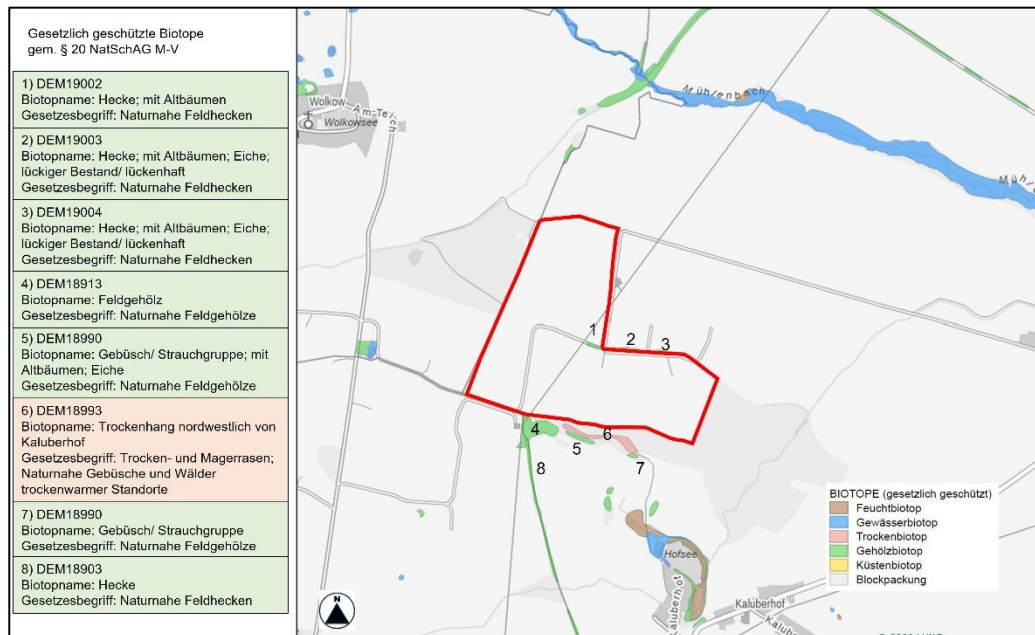 Gesetzlich geschützte Biotope
gem. § 20 NatSchAG M-V
1) DEM19002
Biotopname: Hecke; mit Altbäumen
Gesetzesbegriff: Naturnahe Feldhecken
2) DEM19003
Biotopname: Hecke; mit Altbäumen; Eiche;
lückiger Bestand/ lückenhaft
Gesetzesbegriff: Naturnahe Feldhecken
3) DEM19004
Biotopname: Hecke; mit Altbäumen; Eiche;
lückiger Bestand/ lückenhaft
Gesetzesbegriff: Naturnahe Feldhecken
4) DEM18913
Biotopname: Feldgehölz
Gesetzesbegriff: Naturnahe Feldgehölze
5) DEM18990
Biotopname: Gebüsch/ Strauchgruppe; mit
Altbäumen; Eiche
Gesetzesbegriff: Naturnahe Feldgehölze
6) DEM18993
Biotopname: Trockenhang nordwestlich von
Kaluberhof
Gesetzesbegriff: Trocken- und Magerrasen;
Naturnahe Gebüsche und Wälder
trockenwarmer Standorte
7) DEM18990
Biotopname: Gebüsch/ Strauchgruppe
Gesetzesbegriff: Naturnahe Feldgehölze
8) DEM18903
Biotopname: Hecke
Gesetzesbegriff: Naturnahe Feldhecken
Wolkow
Am-Teich
Wolkowsee
Mühlenbach
1
2
3
4
5
6
7
8
Hofsee
Kaluberhof
Kaluberhof
N
BIOTOPE (gesetzlich geschützt)
Feuchtbiotop
Gewässerbiotop
Trockenbiotop
Gehölzbiotop
Küstenbiotop
Blockpackung